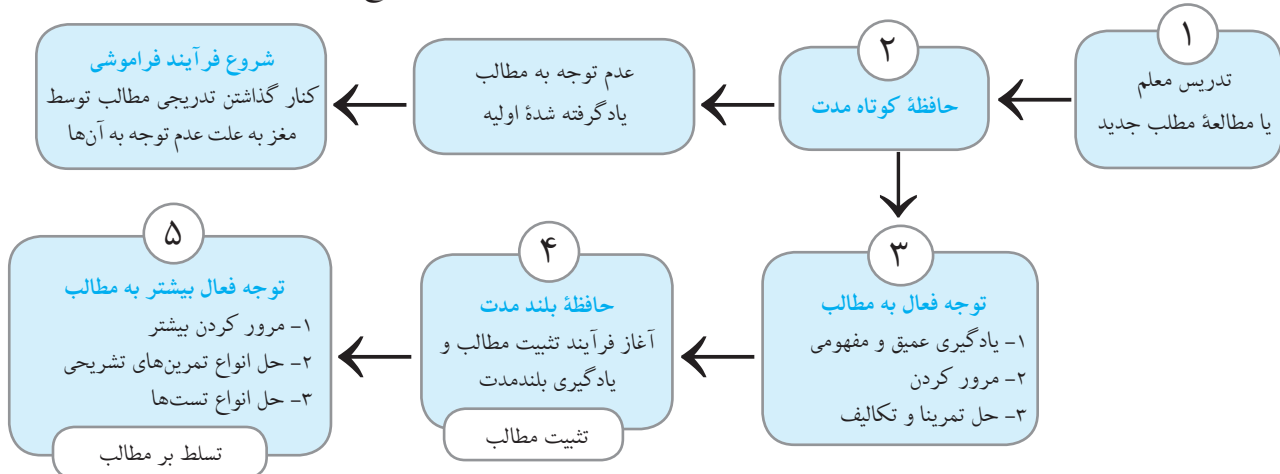 ۱
تدریس معلم
یا مطالعهٔ مطلب جدید
۲
حافظهٔ کوتاه مدت
عدم توجه به مطالب
یادگرفته شدهٔ اولیه
شروع فرآیند فراموشی
کنار گذاشتن تدریجی مطالب توسط
مغز به علت عدم توجه به آن‌ها
۳
توجه فعال به مطالب
۱- یادگیری عمیق و مفهومی
۲- مرور کردن
۳- حل تمرینا و تکالیف
۴
حافظهٔ بلند مدت
آغاز فرآیند تثبیت مطالب و
یادگیری بلندمدت
تثبیت مطالب
۵
توجه فعال بیشتر به مطالب
۱- مرور کردن بیشتر
۲- حل انواع تمرین‌های تشریحی
۳- حل انواع تست‌ها
تسلط بر مطالب